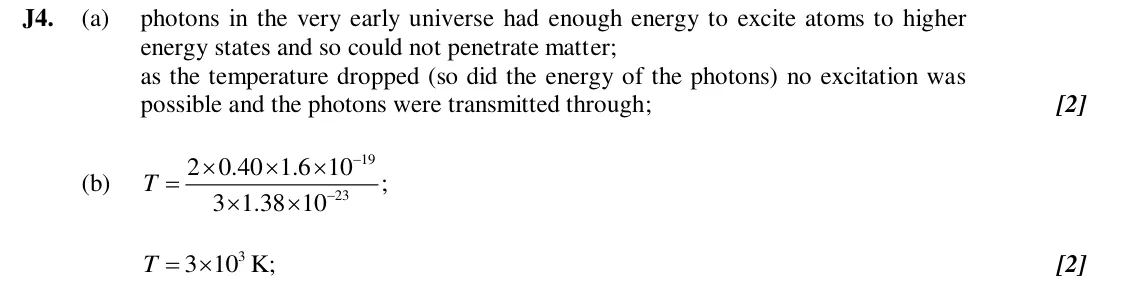 J4. (a) photons in the very early universe had enough energy to excite atoms to higher
energy states and so could not penetrate matter;
as the temperature dropped (so did the energy of the photons) no excitation was
possible and the photons were transmitted through; [2]
(b) T = \frac{2×0.40×1.6×10^{−19}}{3×1.38×10^{−23}};
T = 3×10³ K; [2]